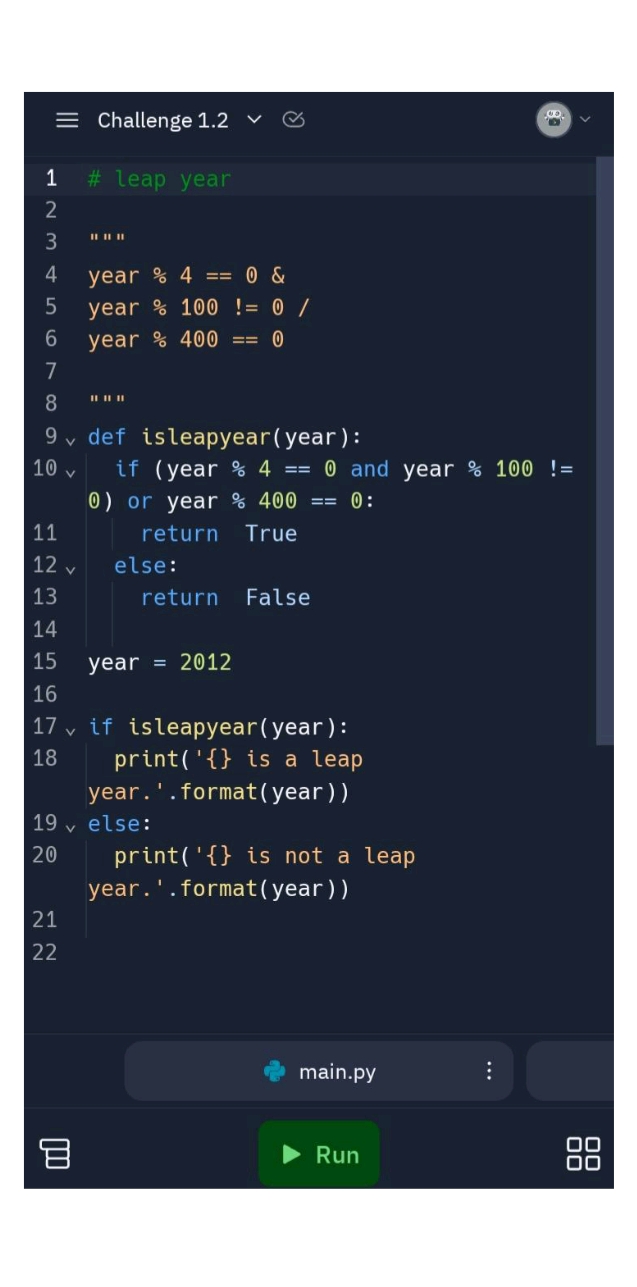 Challenge 1.2
1 # leap year
2
3 """
4 year % 4 == 0 &
5 year % 100 != 0 /
6 year % 400 == 0
7
8 """
9 def isleapyear(year):
10 if (year % 4 == 0 and year % 100 !=
0) or year % 400 == 0:
11 return  True
12 else:
13 return  False
14
15 year = 2012
16
17 if isleapyear(year):
18 print('{} is a leap
year.'.format(year))
19 else:
20 print('{} is not a leap
year.'.format(year))
21
22
main.py
Run